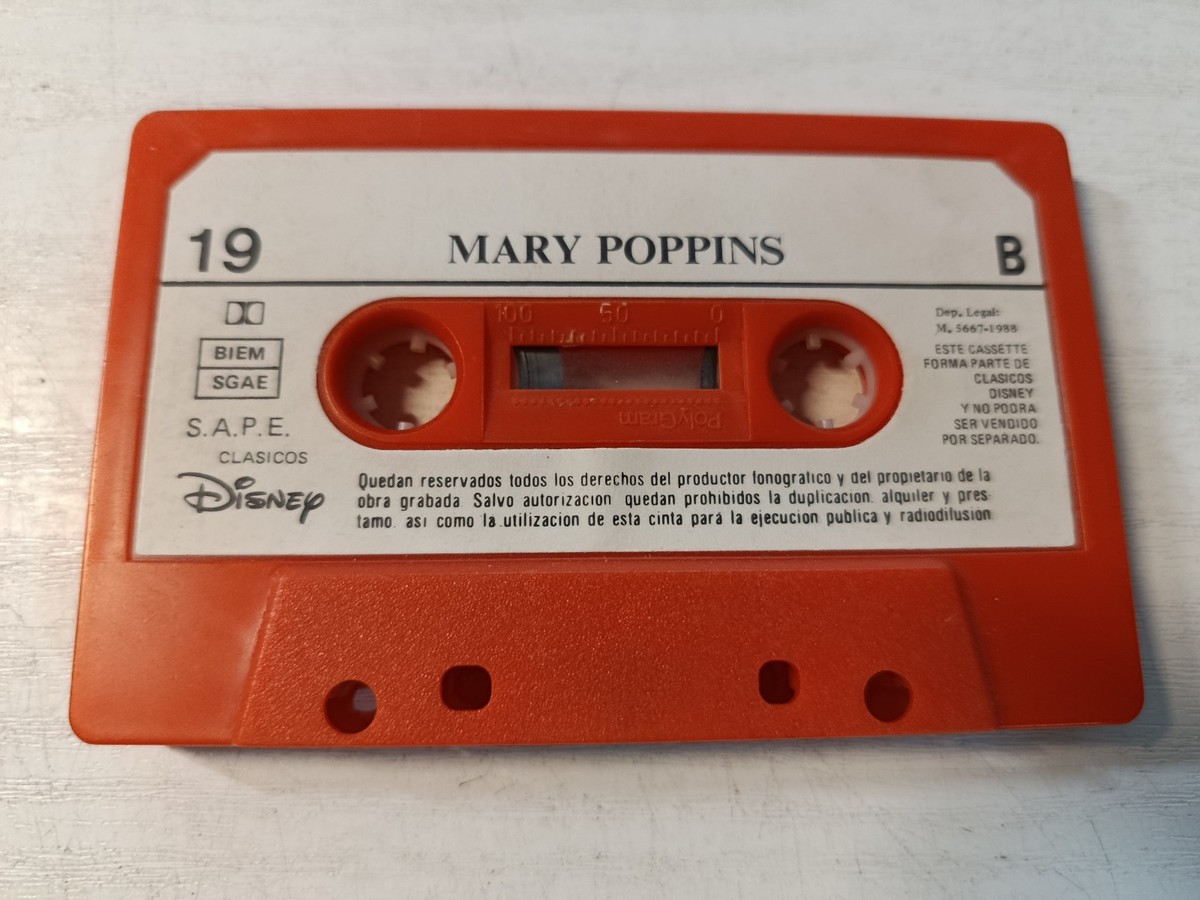 19 MARY POPPINS B
100 50 0
BIEM
SGAE
S.A.P.E.
CLASICOS
Disney
PolyGram
Dep. Legal:
M. 5667-1988
ESTE CASSETTE
FORMA PARTE DE
CLASICOS
DISNEY
Y NO PODRA
SER VENDIDO
POR SEPARADO.
Quedan reservados todos los derechos del productor fonografico y del propietario de la
obra grabada. Salvo autorizacion quedan prohibidos la duplicacion. alquiler y pres-
tamo. asi como la utilizacion de esta cinta para la ejecucion publica y radiodifusion